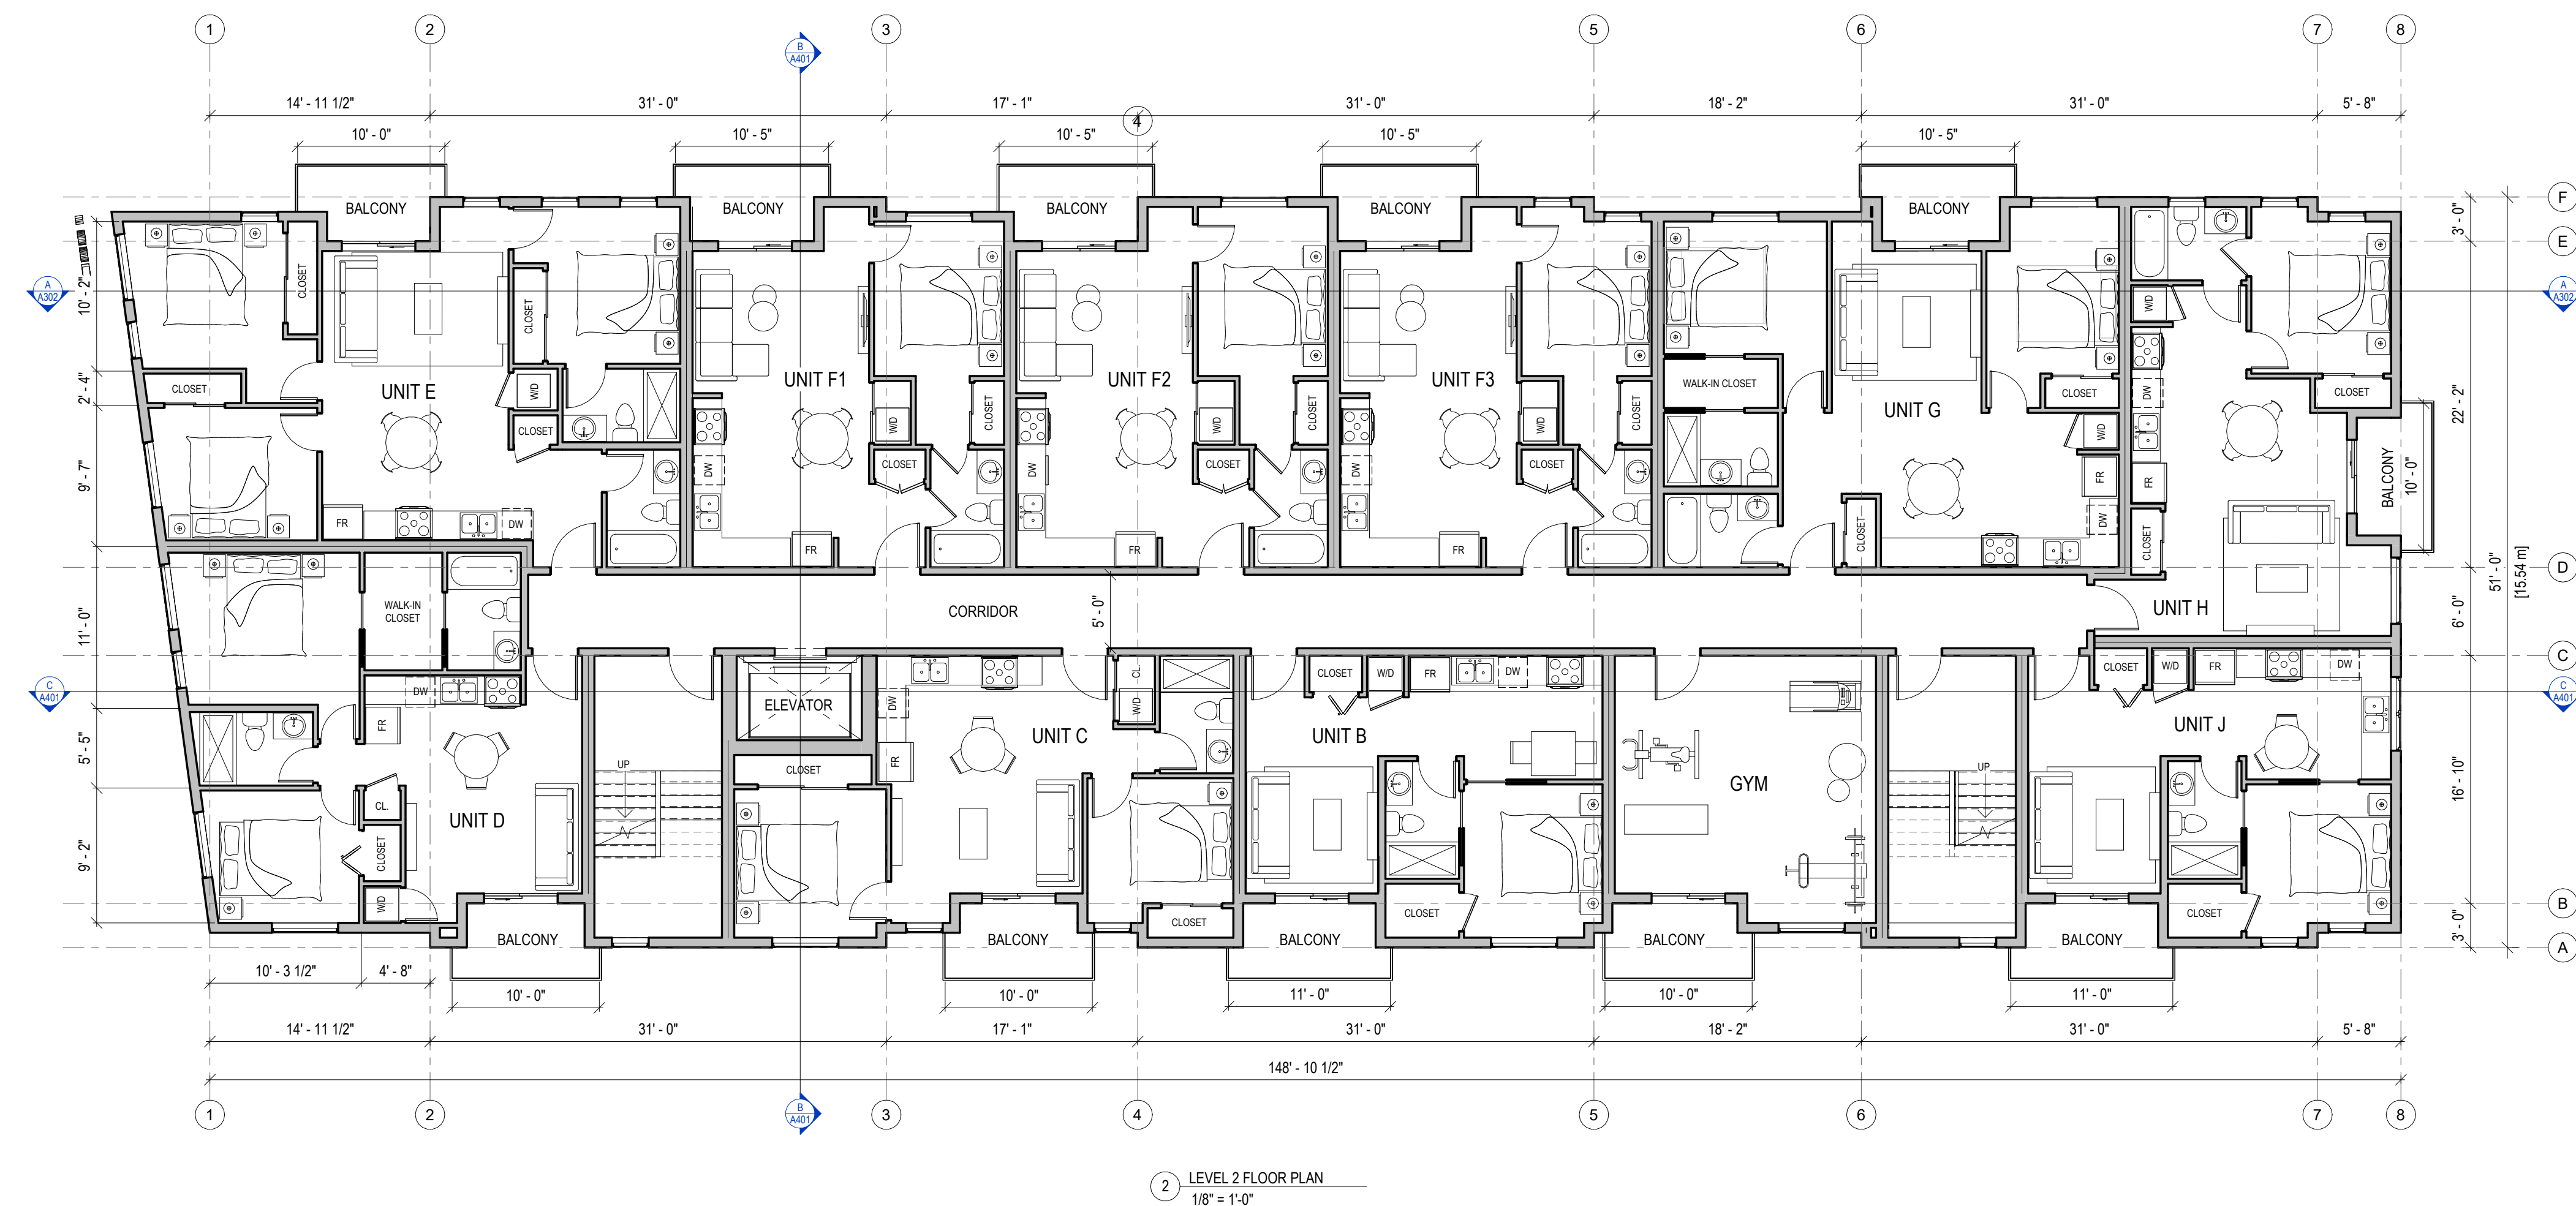 1 2 3 5 6 7 8
B
A401
14' - 11 1/2" 31' - 0" 17' - 1" 31' - 0" 18' - 2" 31' - 0" 5' - 8"
4
10' - 0" 10' - 5" 10' - 5" 10' - 5" 10' - 5"
F
BALCONY BALCONY BALCONY BALCONY BALCONY
3' - 0"
E
A
A302
10' - 2"
CLOSET
CLOSET
W/D
A
A302
2' - 4"
CLOSET
UNIT E
W/D
CLOSET
UNIT F1
W/D
CLOSET
UNIT F2
W/D
CLOSET
UNIT F3
W/D
CLOSET
WALK-IN CLOSET
UNIT G
CLOSET
W/D
DW
CLOSET
22' - 2"
9' - 7"
DW
CLOSET
DW
CLOSET
DW
CLOSET
FR
FR
BALCONY
10' - 0"
FR
DW
FR
FR
FR
CLOSET
DW
CLOSET
51' - 0"
[15.54 m]
D
11' - 0"
WALK-IN
CLOSET
CORRIDOR
5' - 0"
UNIT H
6' - 0"
C
CL
CLOSET
W/D
FR
DW
CLOSET
W/D
FR
DW
C
A401
DW
ELEVATOR
DW
W/D
C
A401
5' - 5"
FR
UNIT C
UNIT B
UNIT J
FR
UP
CLOSET
UP
GYM
16' - 10"
CL.
UNIT D
9' - 2"
CLOSET
W/D
CLOSET
CLOSET
CLOSET
B
BALCONY BALCONY BALCONY BALCONY BALCONY
3' - 0"
A
10' - 3 1/2" 4' - 8"
10' - 0" 10' - 0" 11' - 0" 10' - 0" 11' - 0"
14' - 11 1/2" 31' - 0" 17' - 1" 31' - 0" 18' - 2" 31' - 0" 5' - 8"
148' - 10 1/2"
1 2 3 4 5 6 7 8
B
A401
2 LEVEL 2 FLOOR PLAN
1/8" = 1'-0"